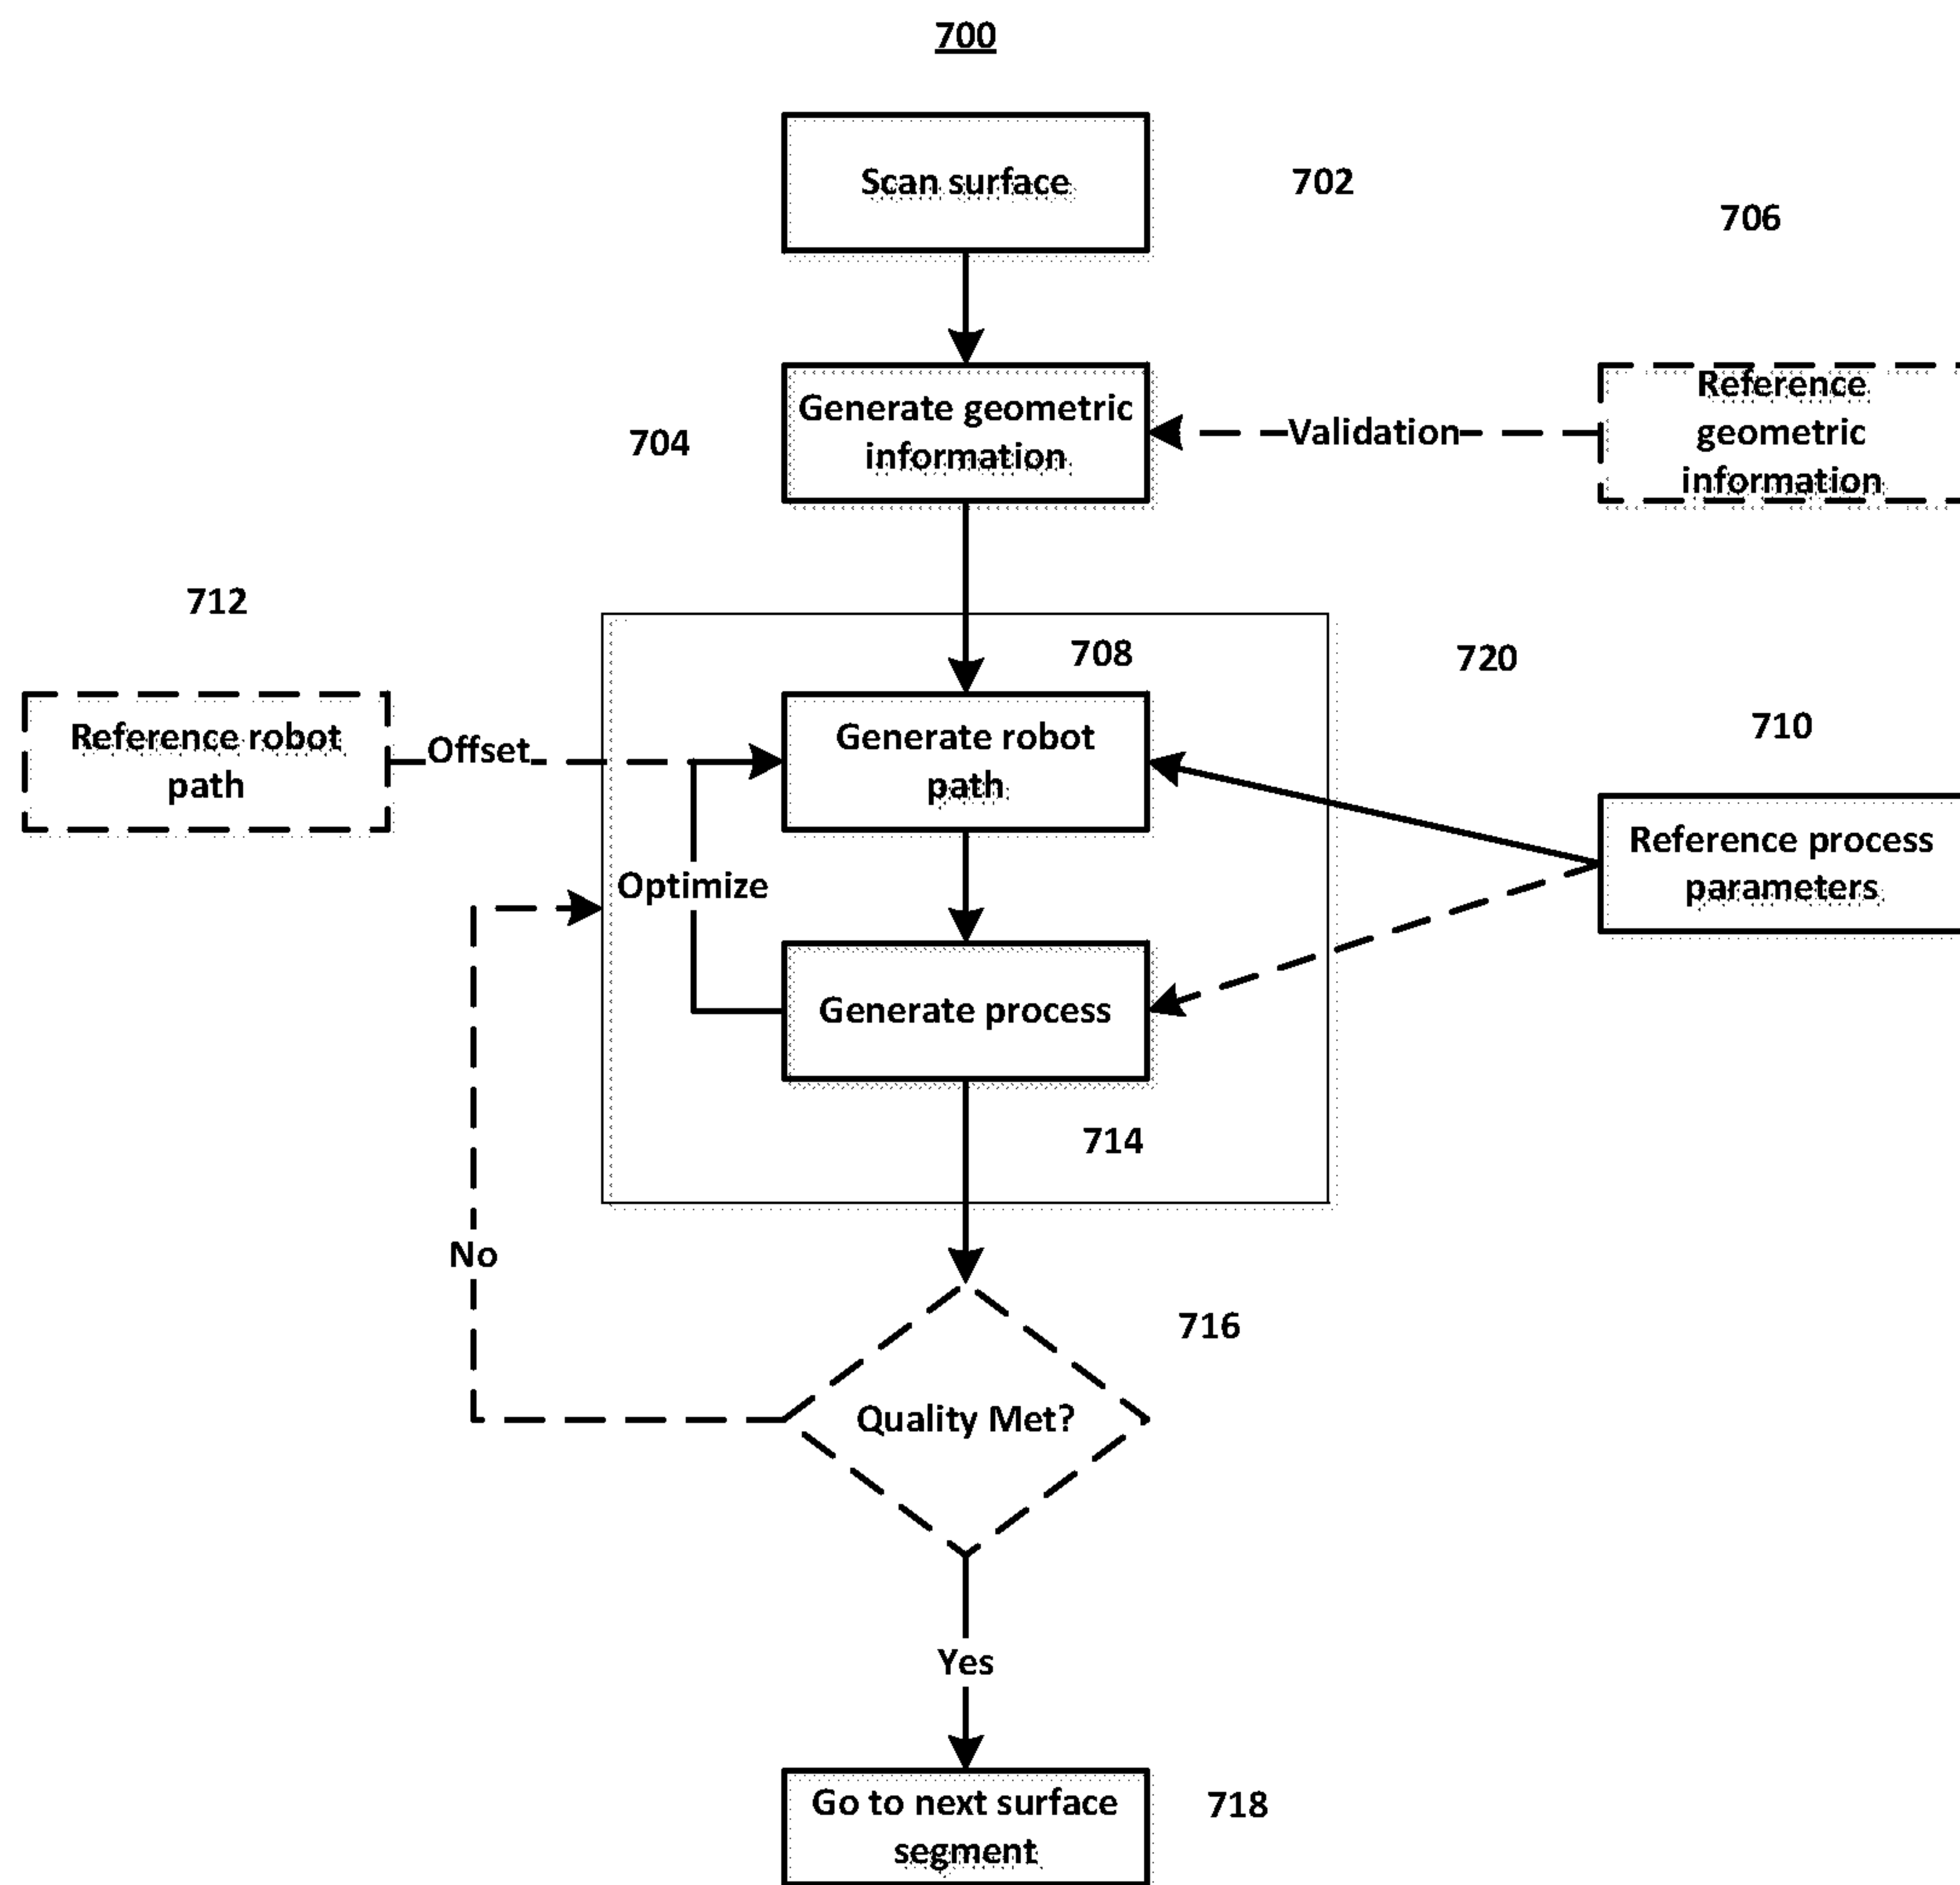 700
Scan surface
702
706
Generate geometric
information
704
Validation
Reference
geometric
information
712
708
720
710
Reference robot
path
Offset
Generate robot
path
Reference process
parameters
Optimize
Generate process
714
No
716
Quality Met?
Yes
Go to next surface
segment
718